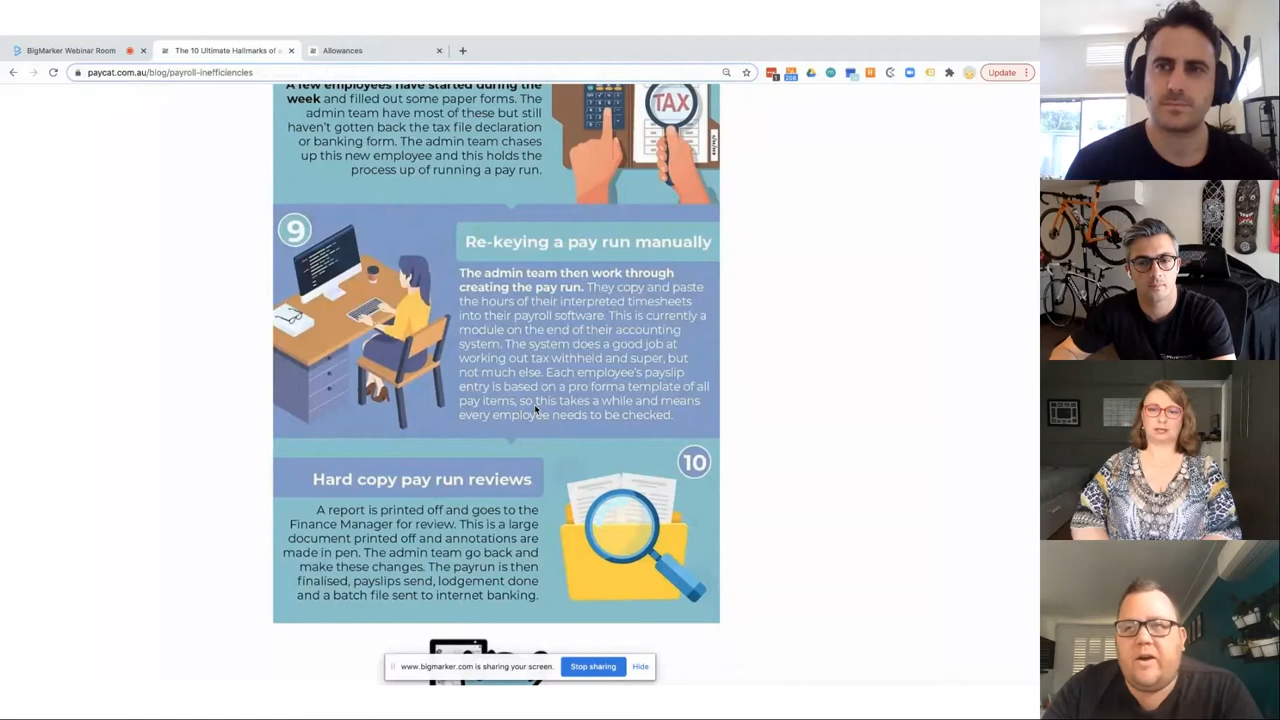 BigMarker Webinar Room
The 10 Ultimate Hallmarks of
Allowances
paycat.com.au/blog/payroll-inefficiencies
Update
A few employees have started during the
week and filled out some paper forms. The
admin team have most of these but still
haven't gotten back the tax file declaration
or banking form. The admin team chases
up this new employee and this holds the
process up of running a pay run.
TAX
9
Re-keying a pay run manually
The admin team then work through
creating the pay run. They copy and paste
the hours of their interpreted timesheets
into their payroll software. This is currently a
module on the end of their accounting
system. The system does a good job at
working out tax withheld and super, but
not much else. Each employee's payslip
entry is based on a pro forma template of all
pay items, so this takes a while and means
every employee needs to be checked.
10
Hard copy pay run reviews
A report is printed off and goes to the
Finance Manager for review. This is a large
document printed off and annotations are
made in pen. The admin team go back and
make these changes. The payrun is then
finalised, payslips send, lodgement done
and a batch file sent to internet banking.
www.bigmarker.com is sharing your screen.
Stop sharing
Hide